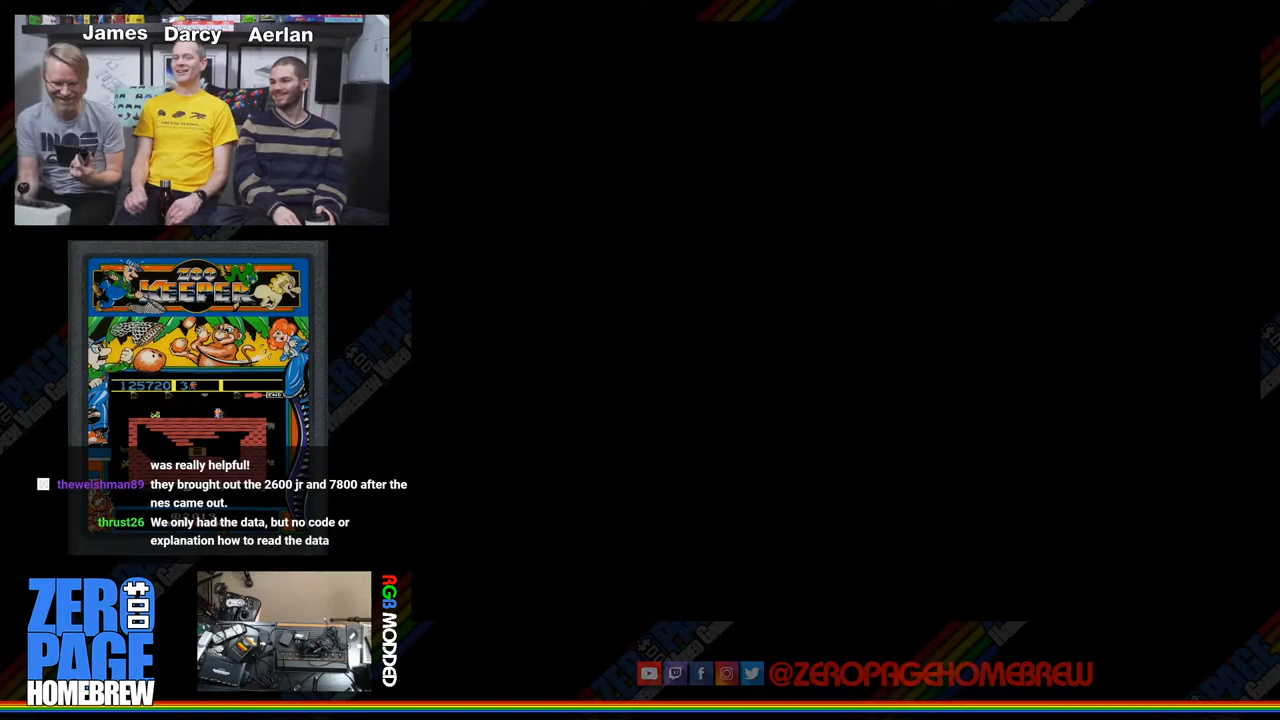 James Darcy Aerlan
ZOO
KEEPER
125720 3
END
was really helpful!
thewelshman89 they brought out the 2600 jr and 7800 after the
nes came out.
thrust26 We only had the data, but no code or
explanation how to read the data
ZERO
PAGE
HOMEBREW
RGB MODDED
@ZEROPAGEHOMEBREW